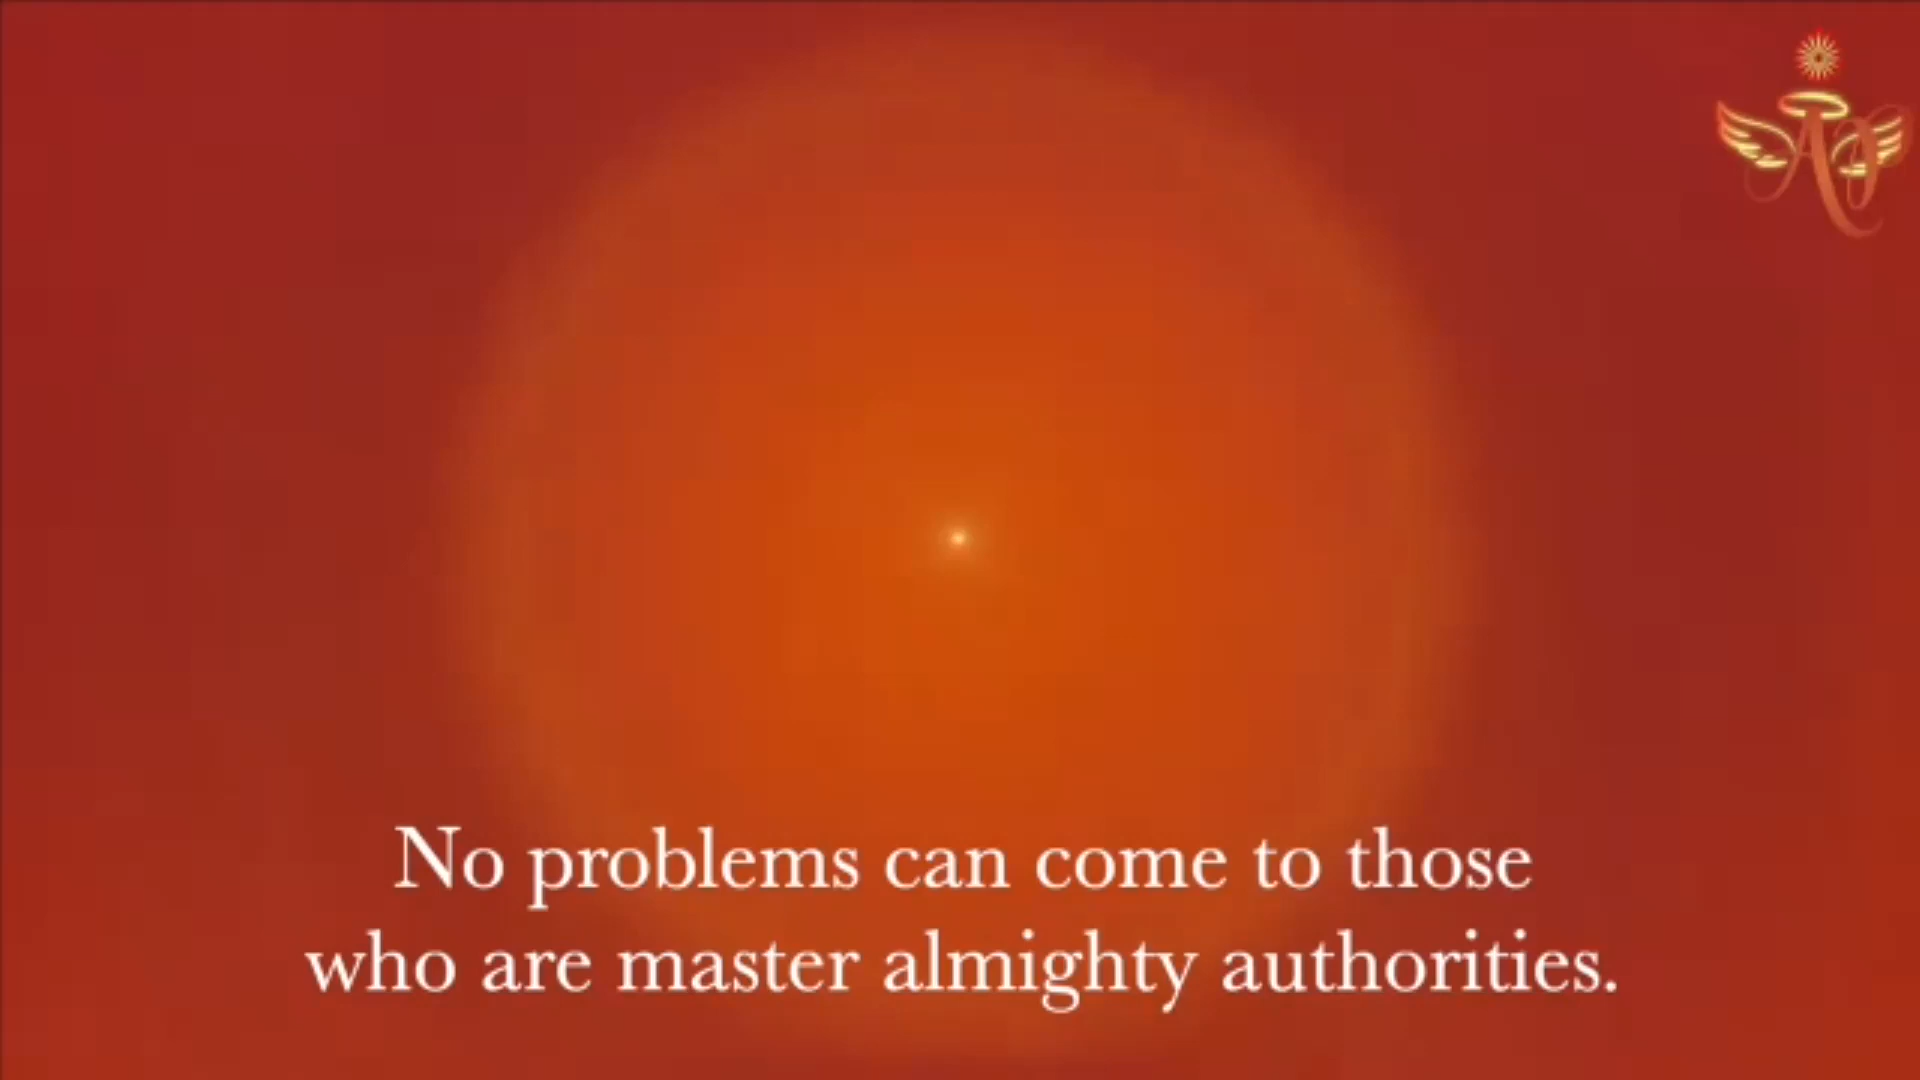 No problems can come to those
who are master almighty authorities.